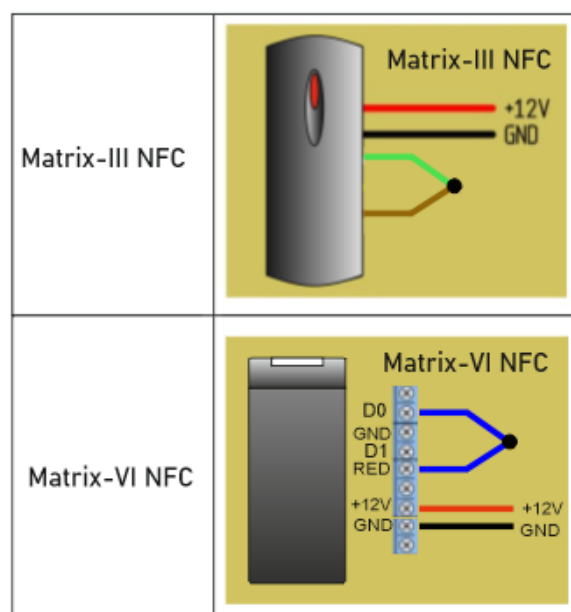 Matrix-III NFC
Matrix-III NFC
+12V
GND
Matrix-VI NFC
Matrix-VI NFC
D0
GND
D1
RED
+12V +12V
GND GND